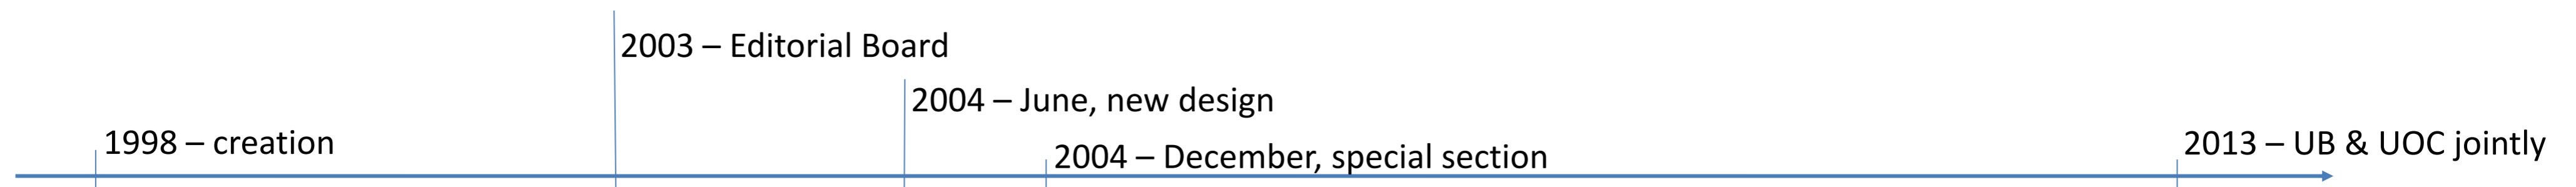 1998 – creation
2003 – Editorial Board
2004 – June, new design
2004 – December, special section
2013 – UB & UOC jointly